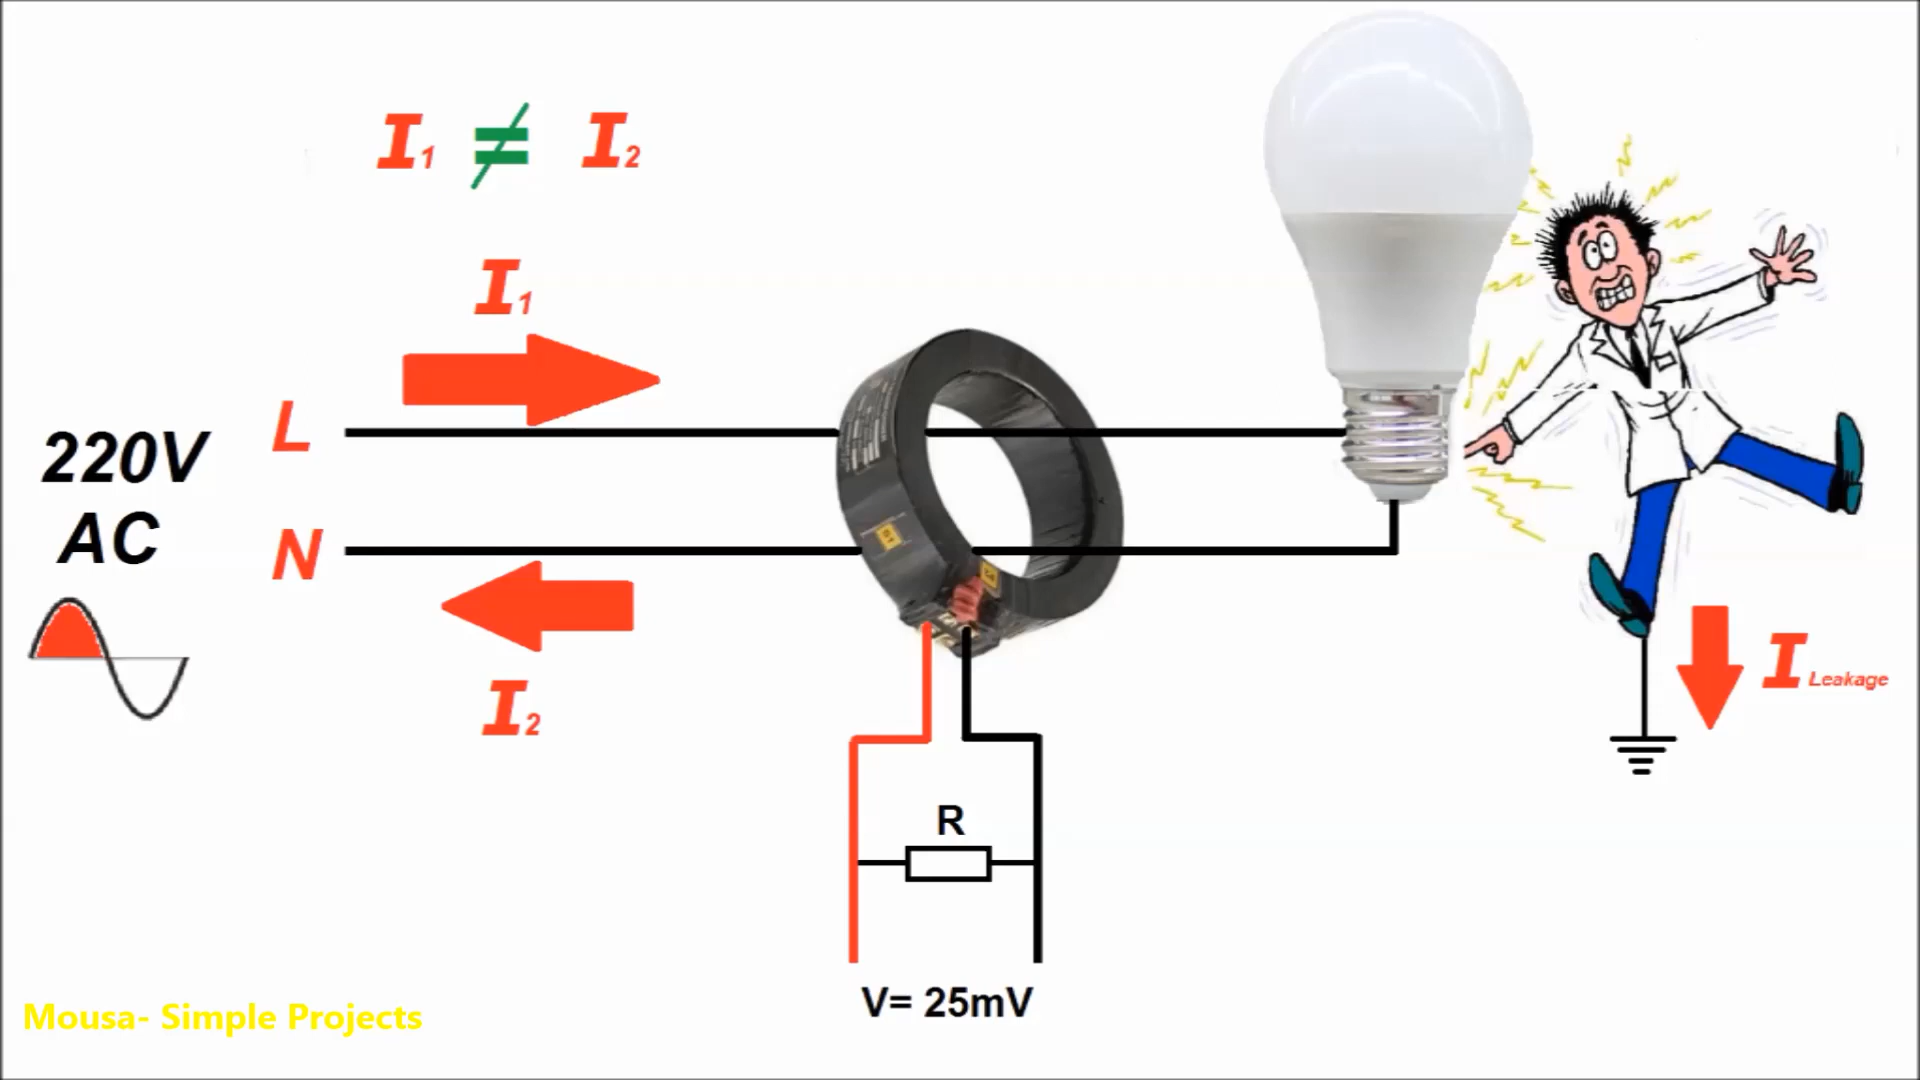 I1 ≠ I2
I1
L
220V
AC
N
I2
I Leakage
R
V= 25mV
Mousa- Simple Projects